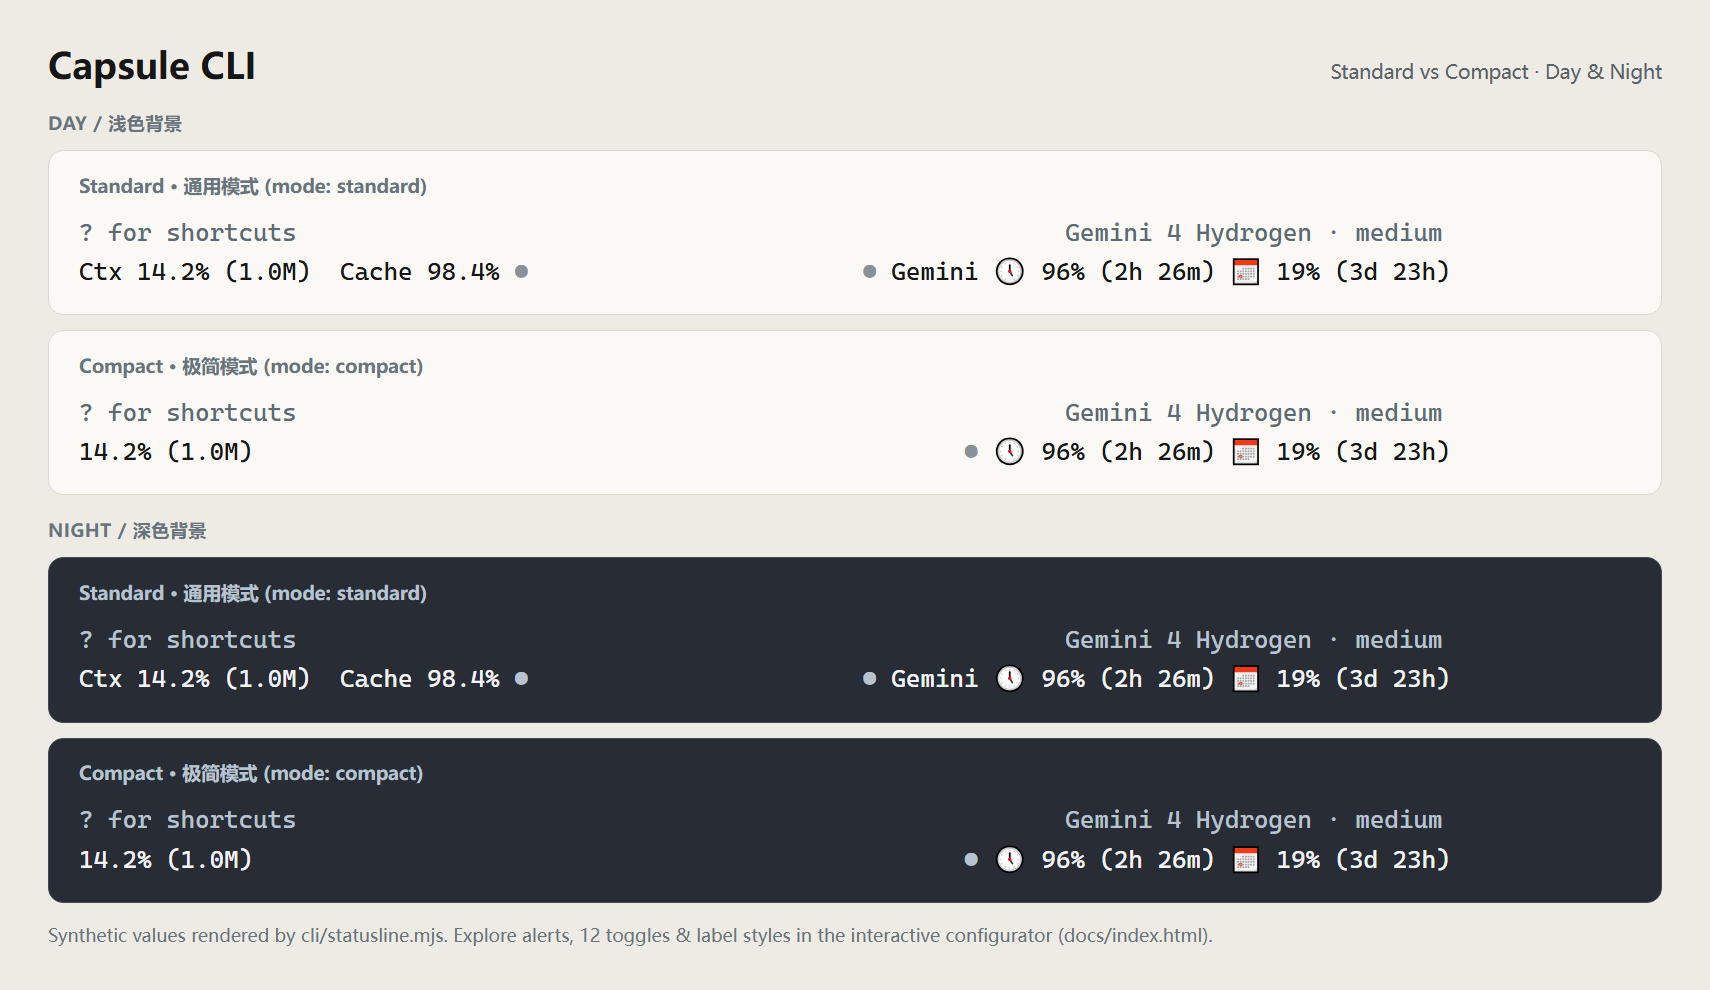 Capsule CLI
Standard vs Compact · Day & Night
DAY / 浅色背景
Standard • 通用模式 (mode: standard)
? for shortcuts Gemini 4 Hydrogen · medium
Ctx 14.2% (1.0M) Cache 98.4% ● ● Gemini 🕔 96% (2h 26m) 📅 19% (3d 23h)
Compact • 极简模式 (mode: compact)
? for shortcuts Gemini 4 Hydrogen · medium
14.2% (1.0M) ● 🕔 96% (2h 26m) 📅 19% (3d 23h)
NIGHT / 深色背景
Standard • 通用模式 (mode: standard)
? for shortcuts Gemini 4 Hydrogen · medium
Ctx 14.2% (1.0M) Cache 98.4% ● ● Gemini 🕔 96% (2h 26m) 📅 19% (3d 23h)
Compact • 极简模式 (mode: compact)
? for shortcuts Gemini 4 Hydrogen · medium
14.2% (1.0M) ● 🕔 96% (2h 26m) 📅 19% (3d 23h)
Synthetic values rendered by cli/statusline.mjs. Explore alerts, 12 toggles & label styles in the interactive configurator (docs/index.html).